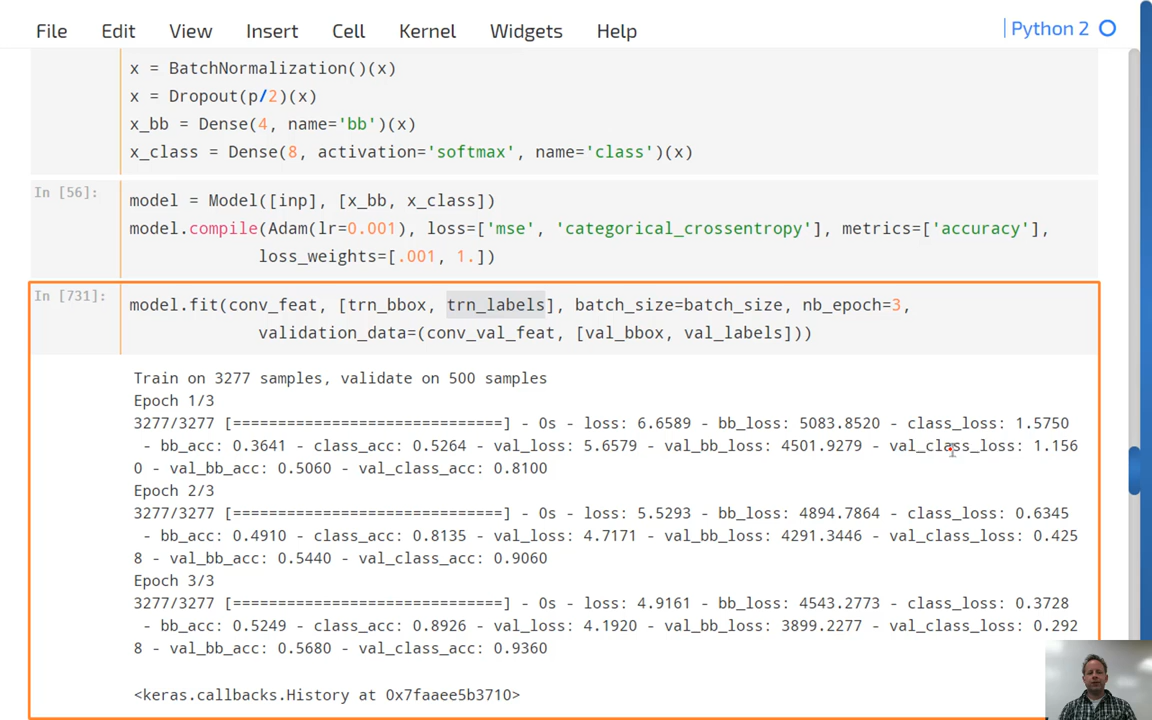 File Edit View Insert Cell Kernel Widgets Help Python 2
x = BatchNormalization()(x)
x = Dropout(p/2)(x)
x_bb = Dense(4, name='bb')(x)
x_class = Dense(8, activation='softmax', name='class')(x)
In [56]:
model = Model([inp], [x_bb, x_class])
model.compile(Adam(lr=0.001), loss=['mse', 'categorical_crossentropy'], metrics=['accuracy'],
loss_weights=[.001, 1.])
In [731]:
model.fit(conv_feat, [trn_bbox, trn_labels], batch_size=batch_size, nb_epoch=3,
validation_data=(conv_val_feat, [val_bbox, val_labels]))
Train on 3277 samples, validate on 500 samples
Epoch 1/3
3277/3277 [==============================] - 0s - loss: 6.6589 - bb_loss: 5083.8520 - class_loss: 1.5750
- bb_acc: 0.3641 - class_acc: 0.5264 - val_loss: 5.6579 - val_bb_loss: 4501.9279 - val_class_loss: 1.156
0 - val_bb_acc: 0.5060 - val_class_acc: 0.8100
Epoch 2/3
3277/3277 [==============================] - 0s - loss: 5.5293 - bb_loss: 4894.7864 - class_loss: 0.6345
- bb_acc: 0.4910 - class_acc: 0.8135 - val_loss: 4.7171 - val_bb_loss: 4291.3446 - val_class_loss: 0.425
8 - val_bb_acc: 0.5440 - val_class_acc: 0.9060
Epoch 3/3
3277/3277 [==============================] - 0s - loss: 4.9161 - bb_loss: 4543.2773 - class_loss: 0.3728
- bb_acc: 0.5249 - class_acc: 0.8926 - val_loss: 4.1920 - val_bb_loss: 3899.2277 - val_class_loss: 0.292
8 - val_bb_acc: 0.5680 - val_class_acc: 0.9360
<keras.callbacks.History at 0x7faaee5b3710>